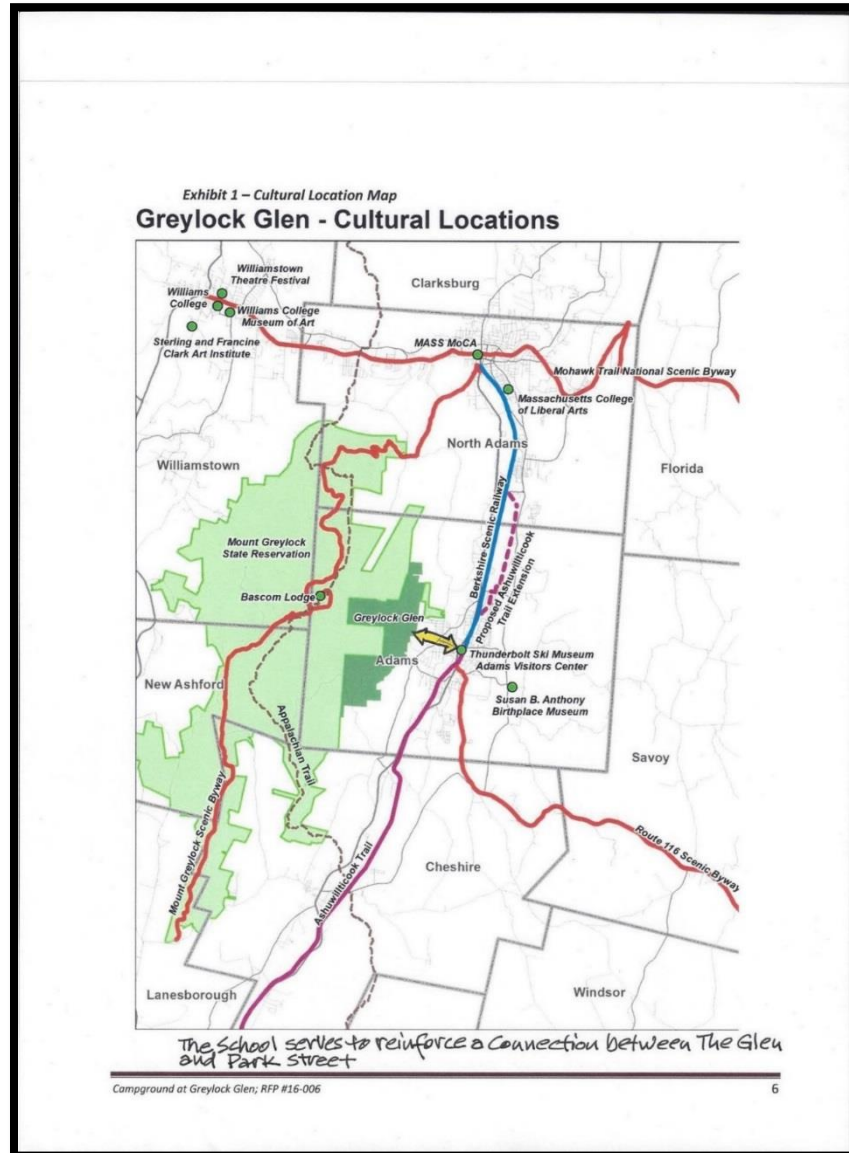 Exhibit 1 – Cultural Location Map
Greylock Glen - Cultural Locations
Williamstown
Theatre Festival
Clarksburg
Williams
College
Williams College
Museum of Art
Sterling and Francine
Clark Art Institute
MASS MoCA
Mohawk Trail National Scenic Byway
Massachusetts College
of Liberal Arts
North Adams
Williamstown
Florida
Mount Greylock
State Reservation
Berkshire Scenic Railway
Proposed Ashuwillticook
Trail Extension
Bascom Lodge
Greylock Glen
Adams
Thunderbolt Ski Museum
Adams Visitors Center
New Ashford
Susan B. Anthony
Birthplace Museum
Appalachian Trail
Savoy
Mount Greylock Scenic Byway
Ashuwillticook Trail
Route 116 Scenic Byway
Cheshire
Lanesborough
Windsor
The School serves to reinforce a Connection between The Glen
and Park Street
Campground at Greylock Glen; RFP #16-006
6